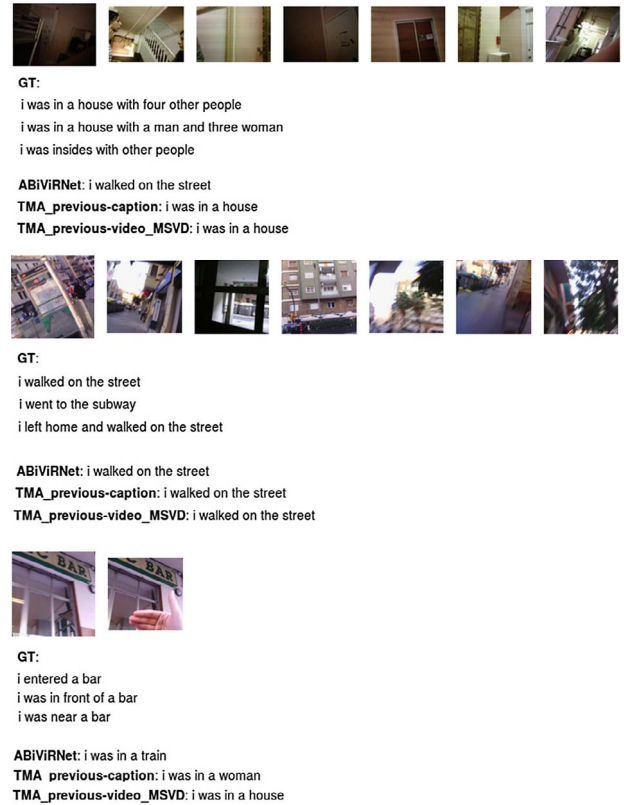 GT:
i was in a house with four other people
i was in a house with a man and three woman
i was insides with other people
ABiViRNet: i walked on the street
TMA_previous-caption: i was in a house
TMA_previous-video_MSVD: i was in a house
GT:
i walked on the street
i went to the subway
i left home and walked on the street
ABiViRNet: i walked on the street
TMA_previous-caption: i walked on the street
TMA_previous-video_MSVD: i walked on the street
BAR
BAR
GT:
i entered a bar
i was in front of a bar
i was near a bar
ABiViRNet: i was in a train
TMA previous-caption: i was in a woman
TMA_previous-video_MSVD: i was in a house